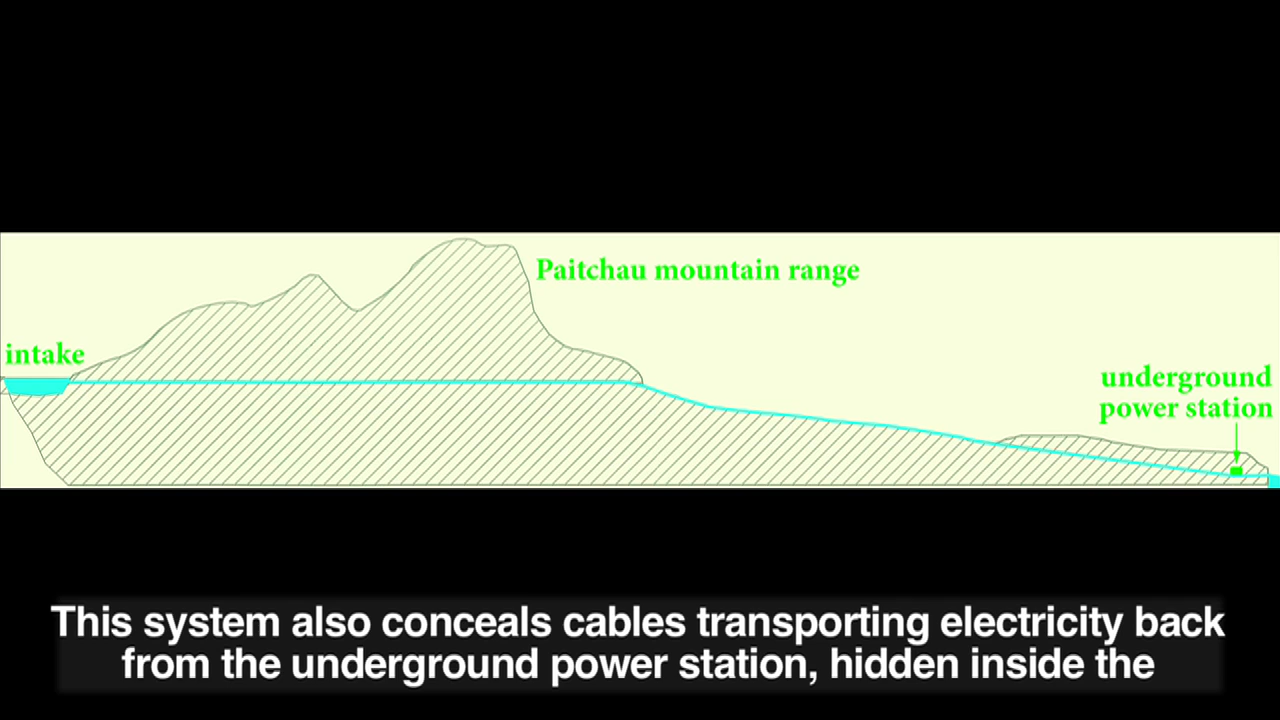 Paitchau mountain range
intake
underground
power station
This system also conceals cables transporting electricity back
from the underground power station, hidden inside the